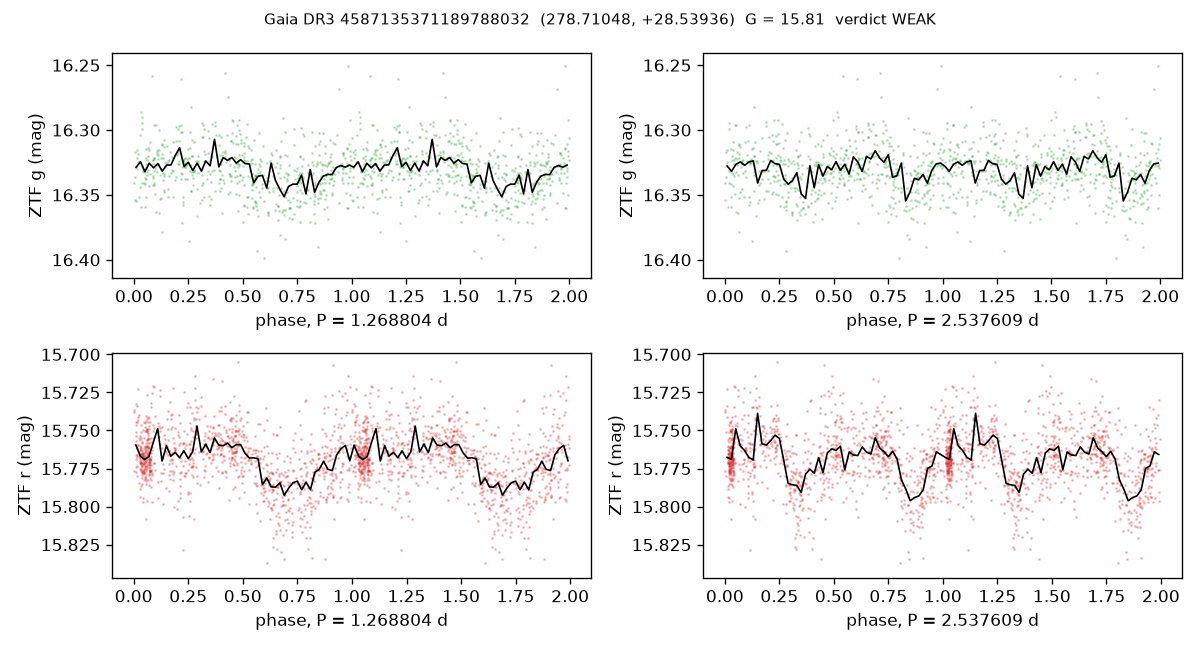 Gaia DR3 4587135371189788032  (278.71048, +28.53936)  G = 15.81  verdict WEAK
ZTF g (mag)
16.25
16.30
16.35
16.40
0.00 0.25 0.50 0.75 1.00 1.25 1.50 1.75 2.00
phase, P = 1.268804 d
ZTF g (mag)
16.25
16.30
16.35
16.40
0.00 0.25 0.50 0.75 1.00 1.25 1.50 1.75 2.00
phase, P = 2.537609 d
ZTF r (mag)
15.700
15.725
15.750
15.775
15.800
15.825
0.00 0.25 0.50 0.75 1.00 1.25 1.50 1.75 2.00
phase, P = 1.268804 d
ZTF r (mag)
15.700
15.725
15.750
15.775
15.800
15.825
0.00 0.25 0.50 0.75 1.00 1.25 1.50 1.75 2.00
phase, P = 2.537609 d